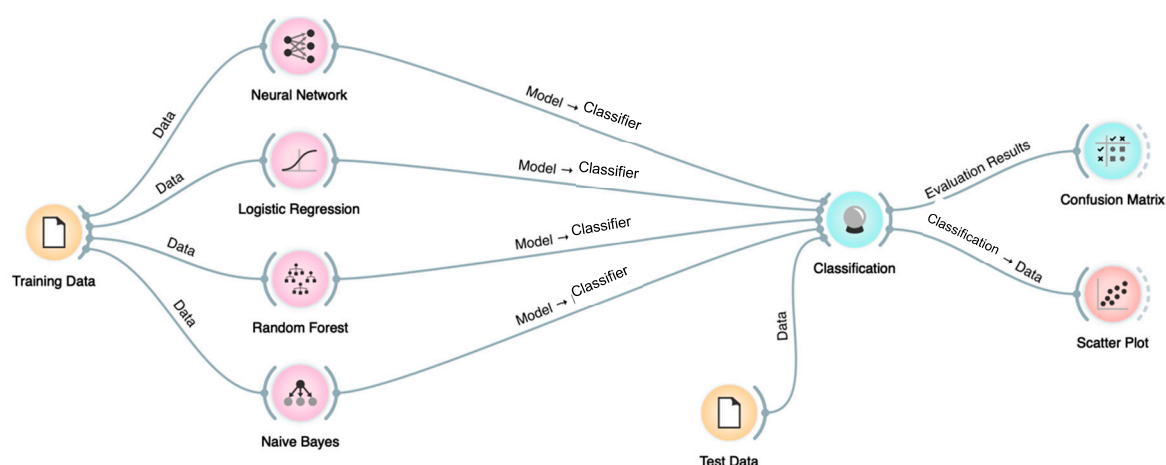 Neural Network
Data
Model → Classifier
Data
Logistic Regression
Model → Classifier
Training Data
Data
Random Forest
Model → Classifier
Data
Naive Bayes
Model → Classifier
Classification
Data
Test Data
Evaluation Results
Confusion Matrix
Classification → Data
Scatter Plot